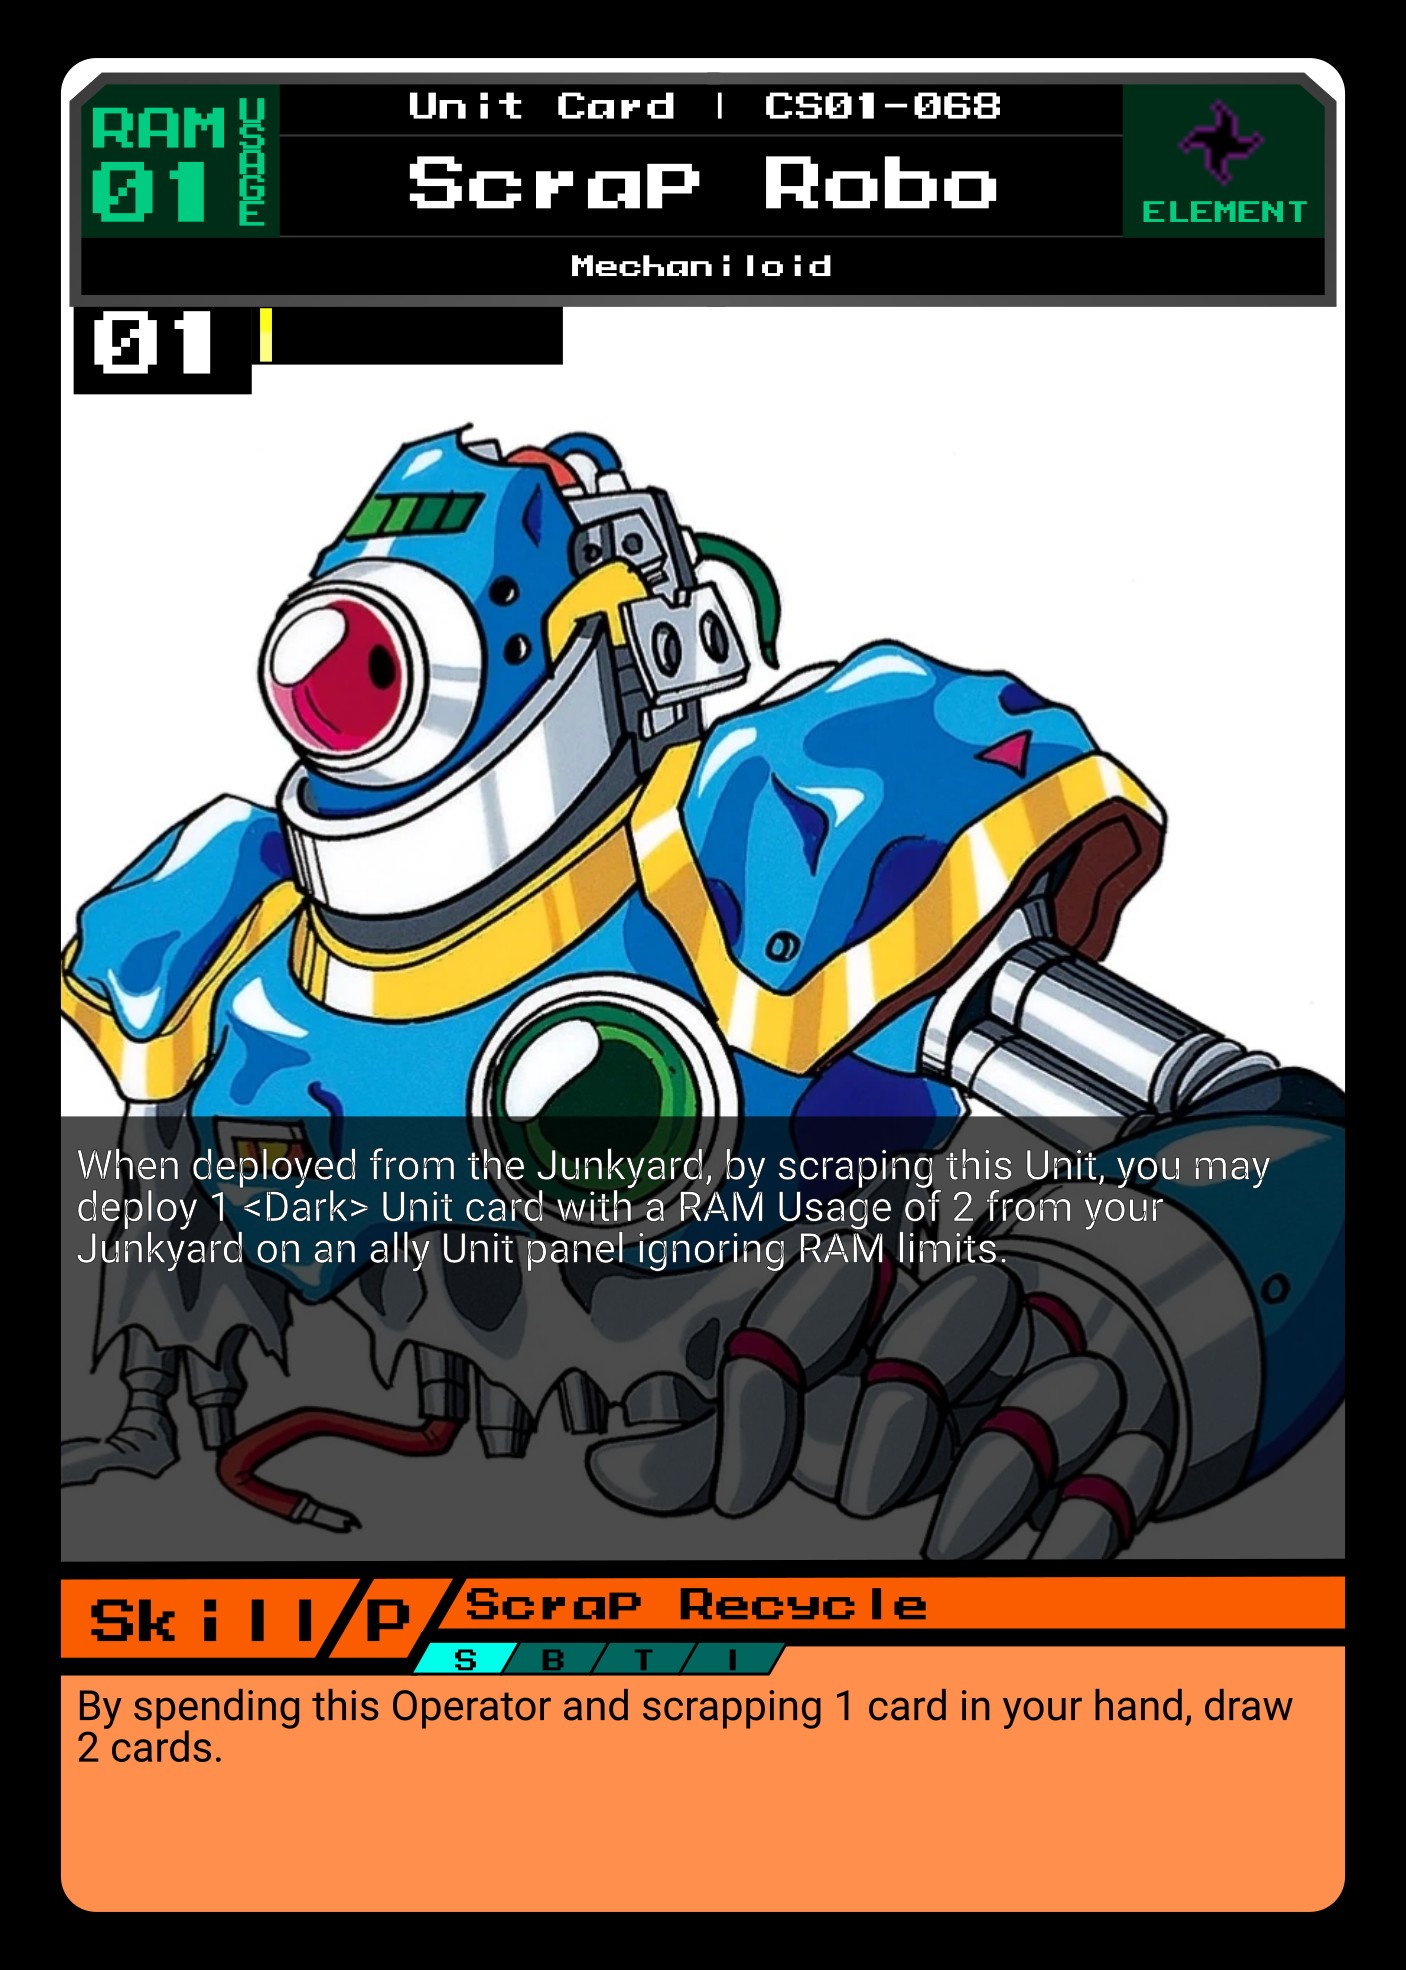 RAM USAGE
01
Unit Card | CS01-068
Scrap Robo
ELEMENT
Mechaniloid
01
When deployed from the Junkyard, by scraping this Unit, you may
deploy 1 <Dark> Unit card with a RAM Usage of 2 from your
Junkyard on an ally Unit panel ignoring RAM limits.
Skill/P
Scrap Recycle
S B T I
By spending this Operator and scrapping 1 card in your hand, draw
2 cards.